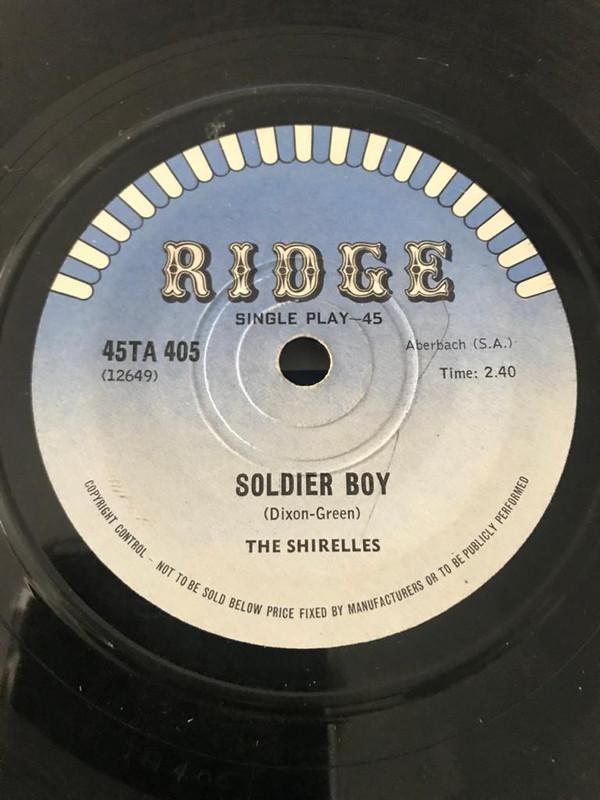 RIDGE
SINGLE PLAY—45
45TA 405
(12649)
Aberbach (S.A.)
Time: 2.40
SOLDIER BOY
(Dixon-Green)
THE SHIRELLES
COPYRIGHT CONTROL - NOT TO BE SOLD BELOW PRICE FIXED BY MANUFACTURERS OR TO BE PUBLICLY PERFORMED